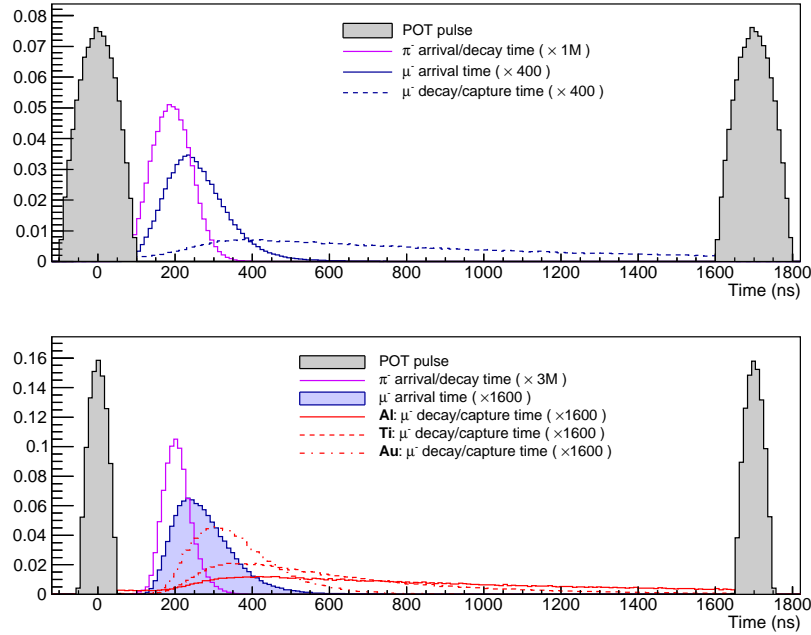 0.08
0.07
0.06
0.05
0.04
0.03
0.02
0.01
0
POT pulse
π- arrival/decay time ( × 1M )
μ- arrival time ( × 400 )
μ- decay/capture time ( × 400 )
0 200 400 600 800 1000 1200 1400 1600 1800
Time (ns)
0.16
0.14
0.12
0.1
0.08
0.06
0.04
0.02
0
POT pulse
π- arrival/decay time ( × 3M )
μ- arrival time ( ×1600 )
Al: μ- decay/capture time ( ×1600 )
Ti: μ- decay/capture time ( ×1600 )
Au: μ- decay/capture time ( ×1600 )
0 200 400 600 800 1000 1200 1400 1600 1800
Time (ns)